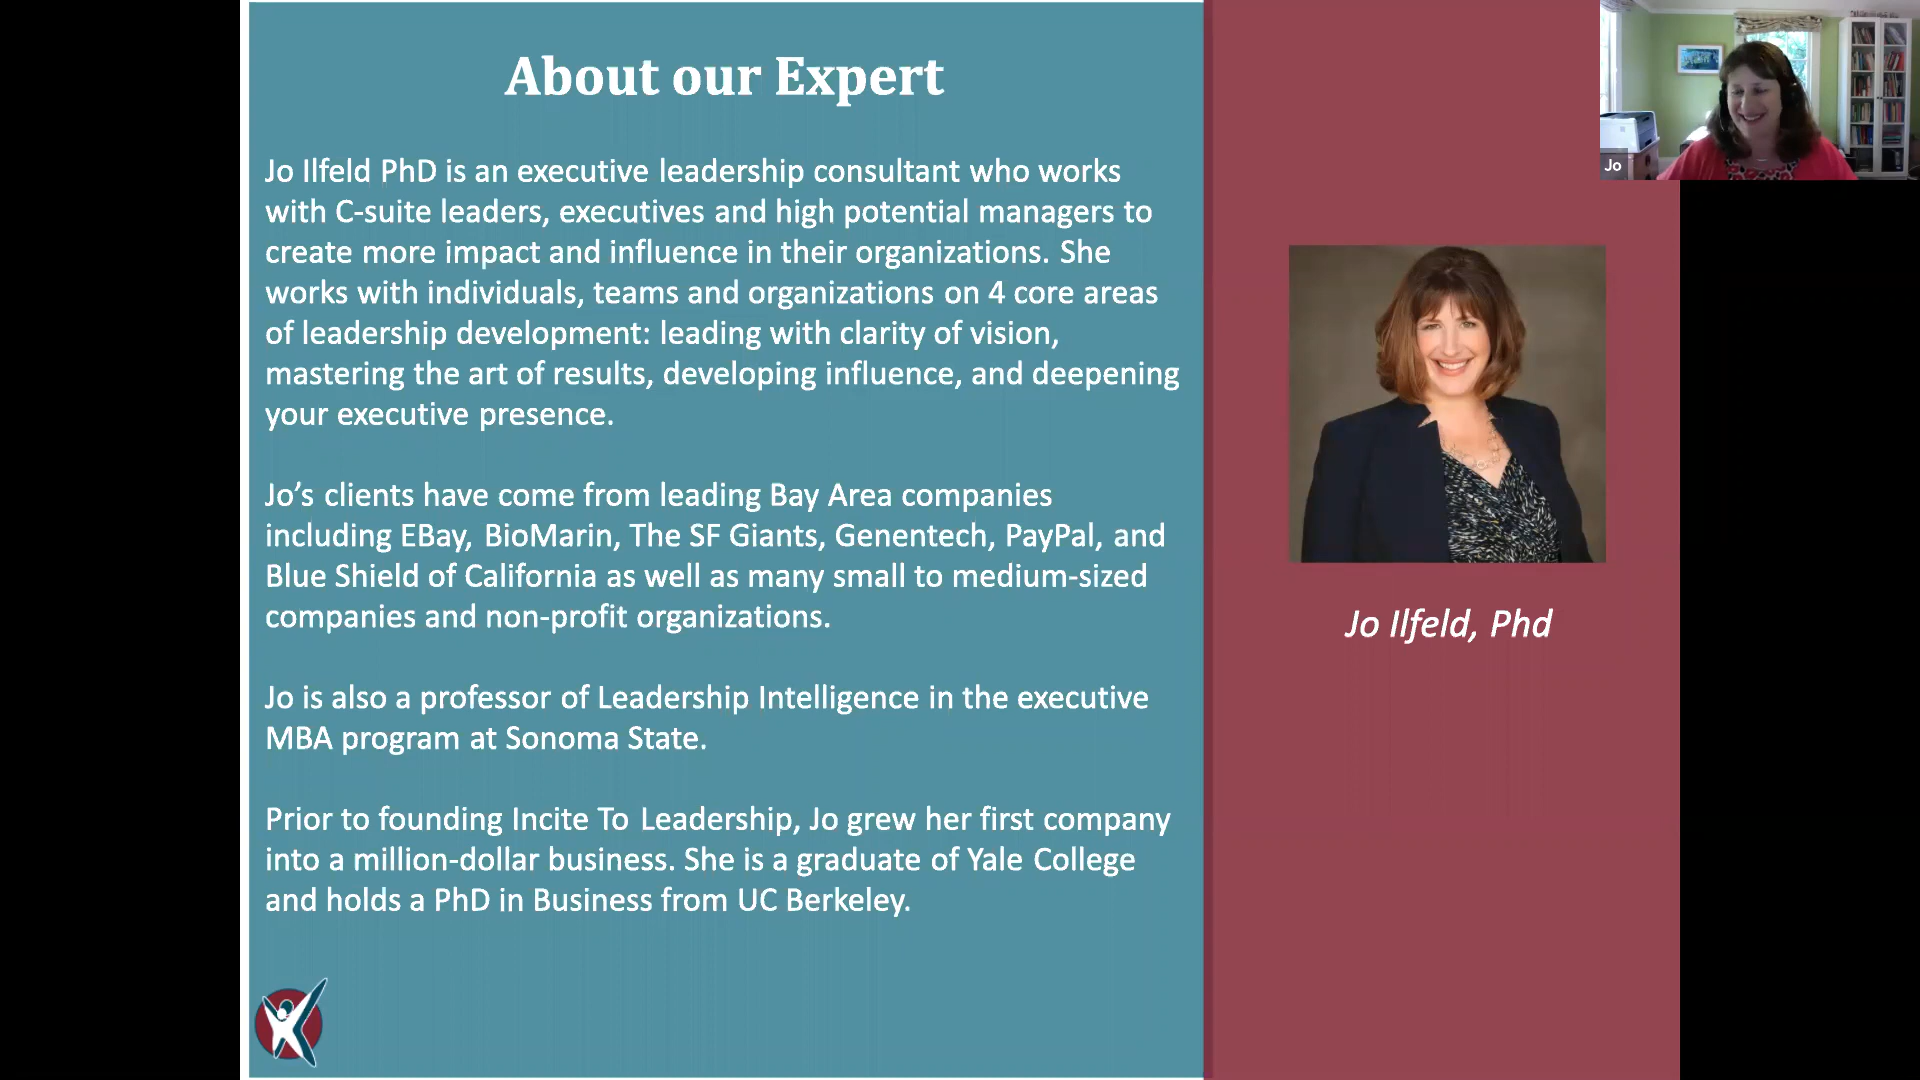 About our Expert
Jo Ilfeld PhD is an executive leadership consultant who works
with C-suite leaders, executives and high potential managers to
create more impact and influence in their organizations. She
works with individuals, teams and organizations on 4 core areas
of leadership development: leading with clarity of vision,
mastering the art of results, developing influence, and deepening
your executive presence.
Jo’s clients have come from leading Bay Area companies
including EBay, BioMarin, The SF Giants, Genentech, PayPal, and
Blue Shield of California as well as many small to medium-sized
companies and non-profit organizations.
Jo is also a professor of Leadership Intelligence in the executive
MBA program at Sonoma State.
Prior to founding Incite To Leadership, Jo grew her first company
into a million-dollar business. She is a graduate of Yale College
and holds a PhD in Business from UC Berkeley.
Jo Ilfeld, Phd
Jo